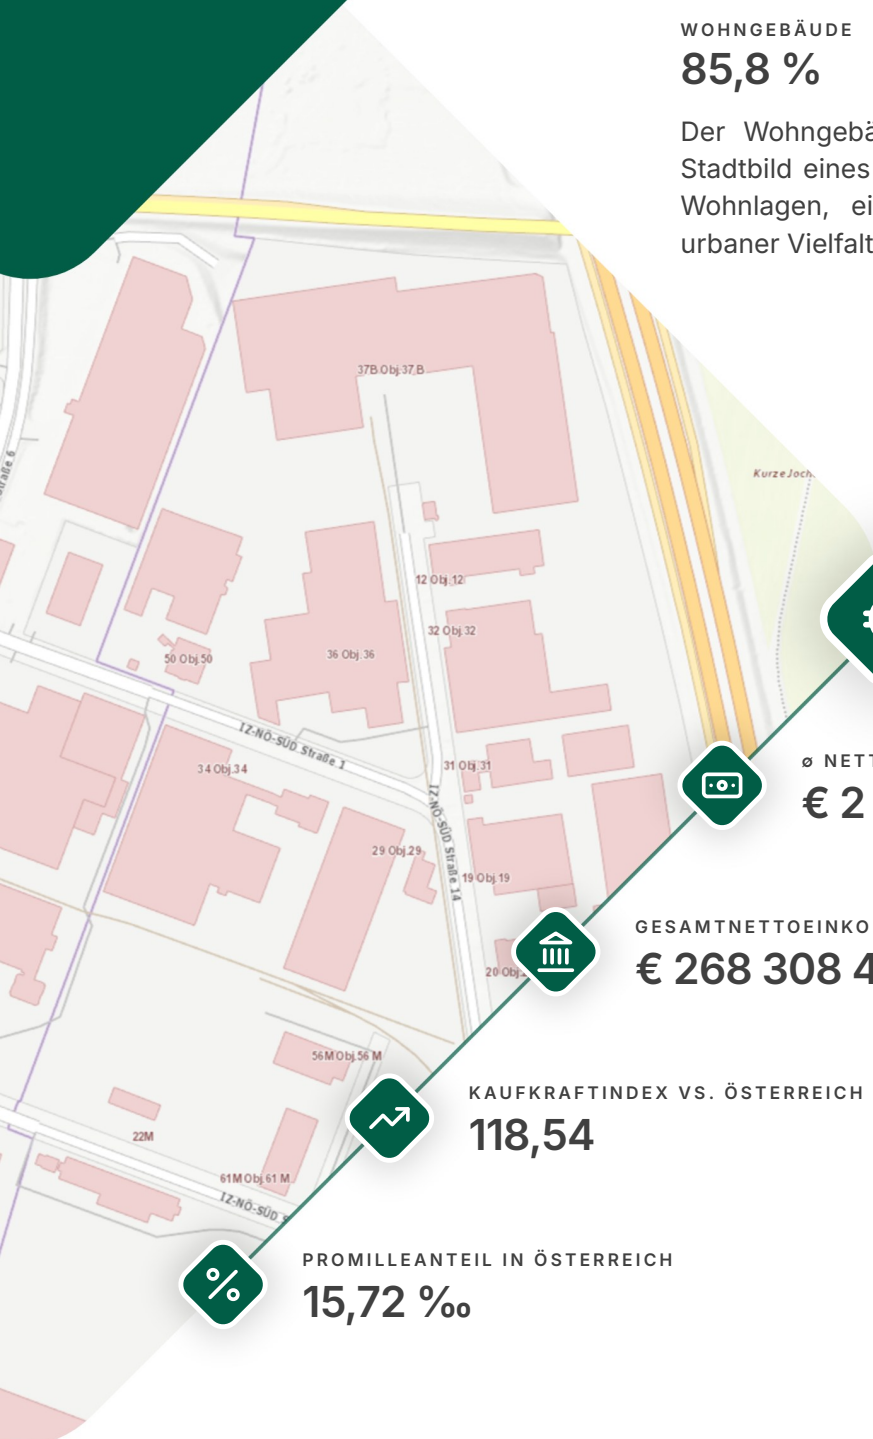 WOHNGEBÄUDE
85,8 %
Der Wohngebä
Stadtbild eines
Wohnlagen, ei
urbaner Vielfalt
37B Obj.37,B
Kurze Joch
straße 6
12 Obj.12
32 Obj.32
50 Obj.50
36 Obj.36
IZ-NÖ-SÜD Straße 1
34 Obj.34
31 Obj.31
ø NETT
€ 2
IZ-NÖ-SÜD Straße 14
29 Obj.29
19 Obj.19
GESAMTNETTOEINKO
€ 268 308 4
20 Obj.
56M Obj.56 M
KAUFKRAFTINDEX VS. ÖSTERREICH
118,54
22M
61M Obj.61 M
IZ-NÖ-SÜD S
PROMILLEANTEIL IN ÖSTERREICH
15,72 ‰